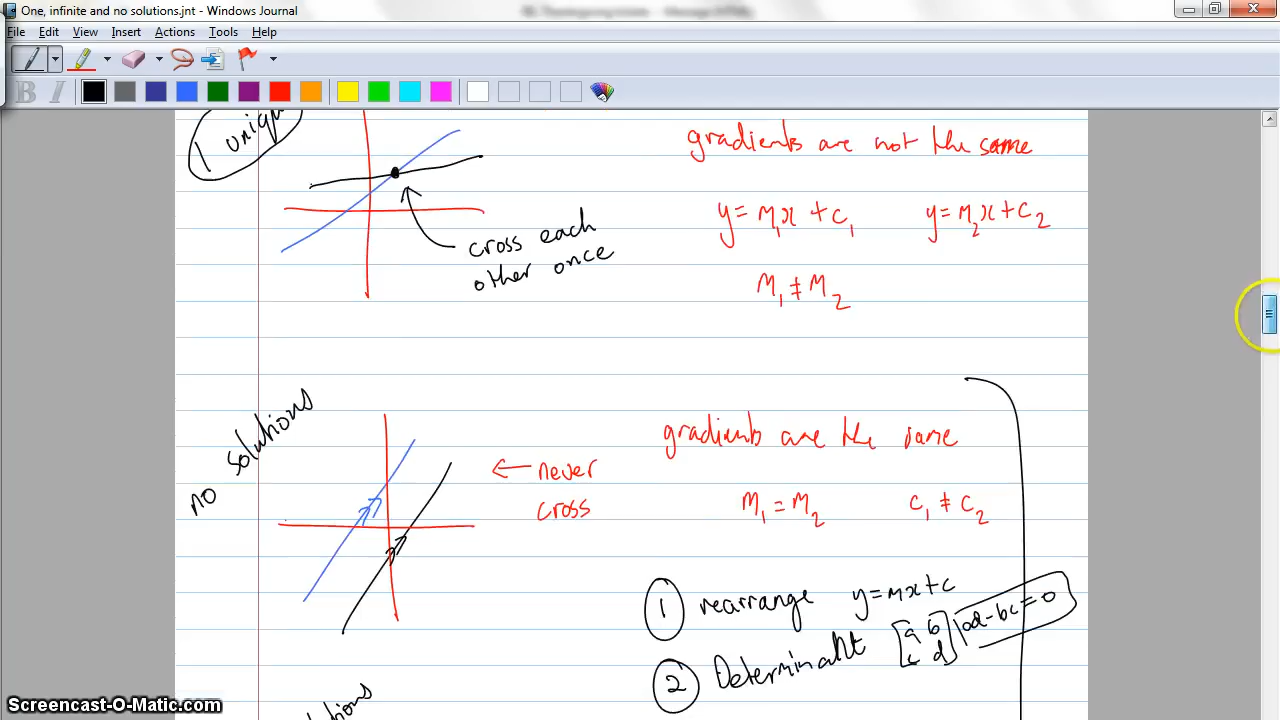 One, infinite and no solutions.jnt - Windows Journal
File Edit View Insert Actions Tools Help
B I
1 uniq
gradients are not the same
y = m₁x + c₁ y = m₂x + c₂
cross each
other once
m₁ ≠ m₂
no solutions
gradients are the same
← never
cross
m₁ = m₂ c₁ ≠ c₂
① rearrange y = mx + c
② Determinant [a b
c d] ad - bc = 0
Screencast-O-Matic.com